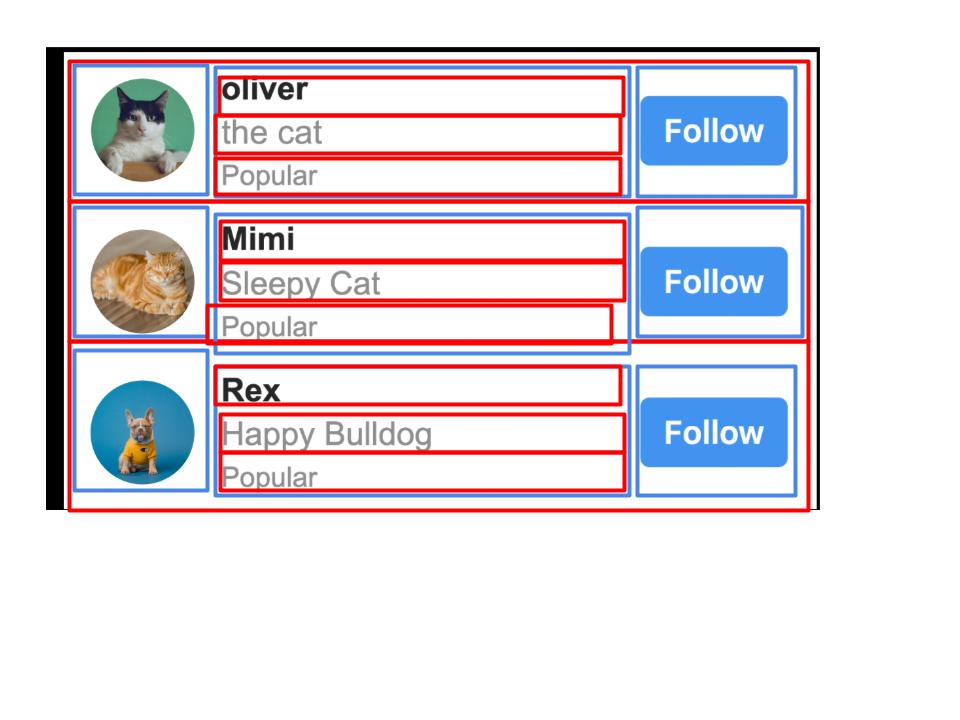 oliver
the cat
Popular
Follow
Mimi
Sleepy Cat
Popular
Follow
Rex
Happy Bulldog
Popular
Follow